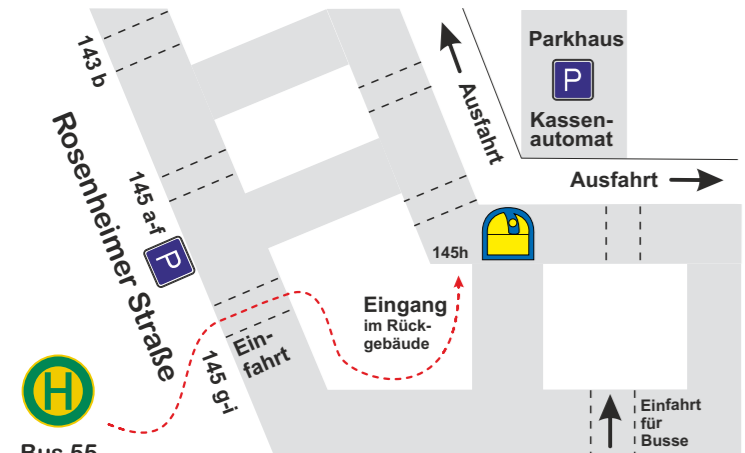 143 b
Rosenheimer Straße
145 a-f
P
145 g-i
Ein-
fahrt
H
Bus 55
Ausfahrt
Parkhaus
P
Kassen-
automat
Ausfahrt
145h
Eingang
im Rück-
gebäude
Einfahrt
für
Busse